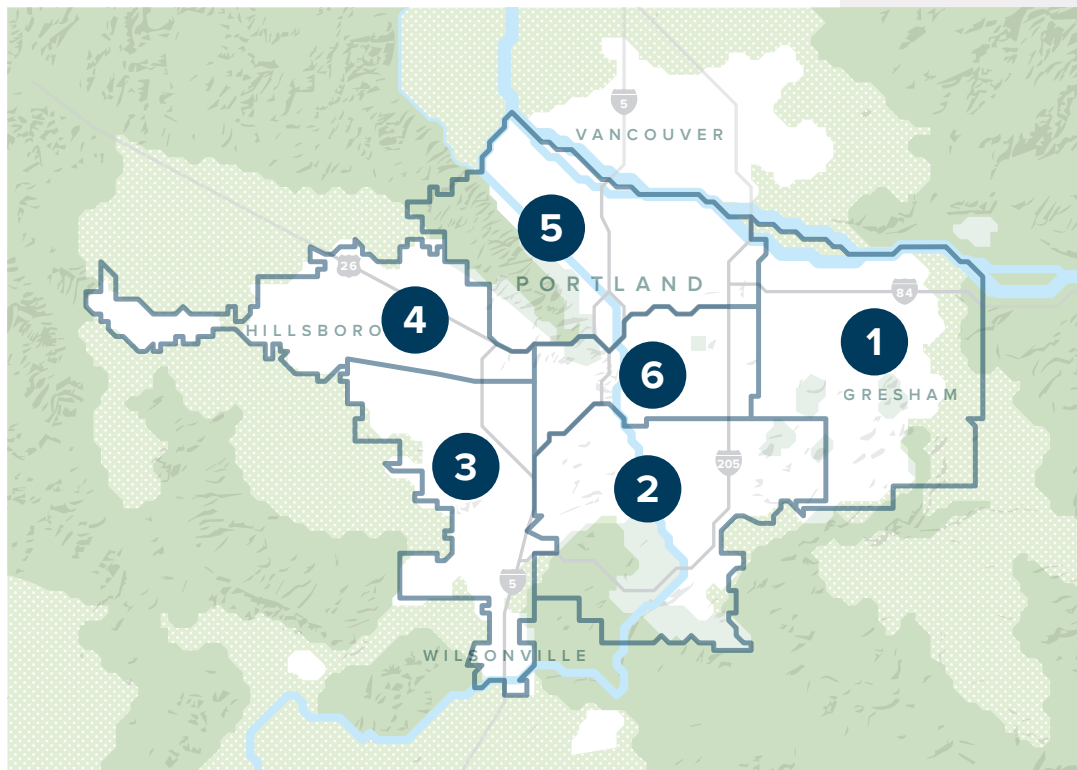 5
VANCOUVER
5
26
PORTLAND
84
HILLSBORO
4
1
6
GRESHAM
3
205
2
5
WILSONVILLE